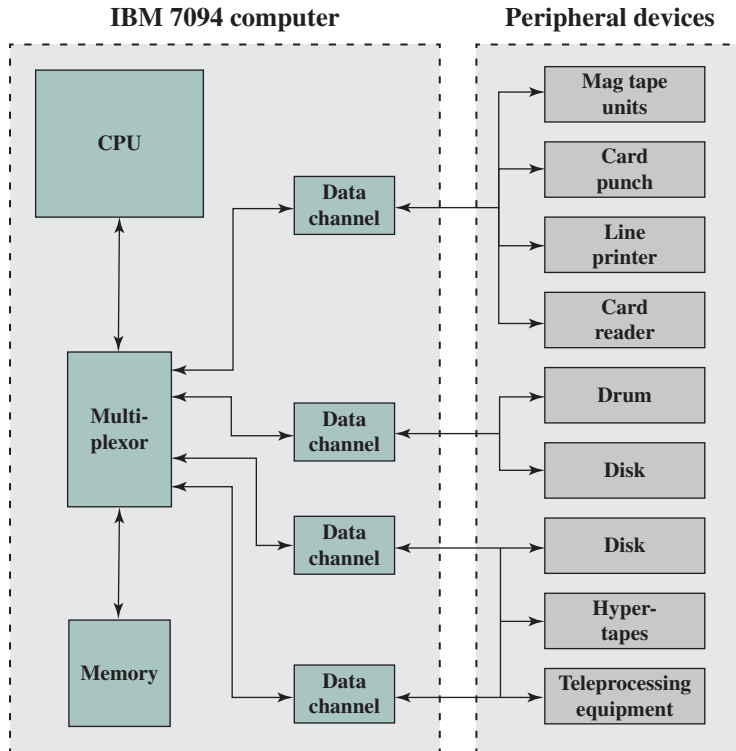 IBM 7094 computer
Peripheral devices
CPU
Multi-
plexor
Memory
Data
channel
Data
channel
Data
channel
Data
channel
Mag tape
units
Card
punch
Line
printer
Card
reader
Drum
Disk
Disk
Hyper-
tapes
Teleprocessing
equipment